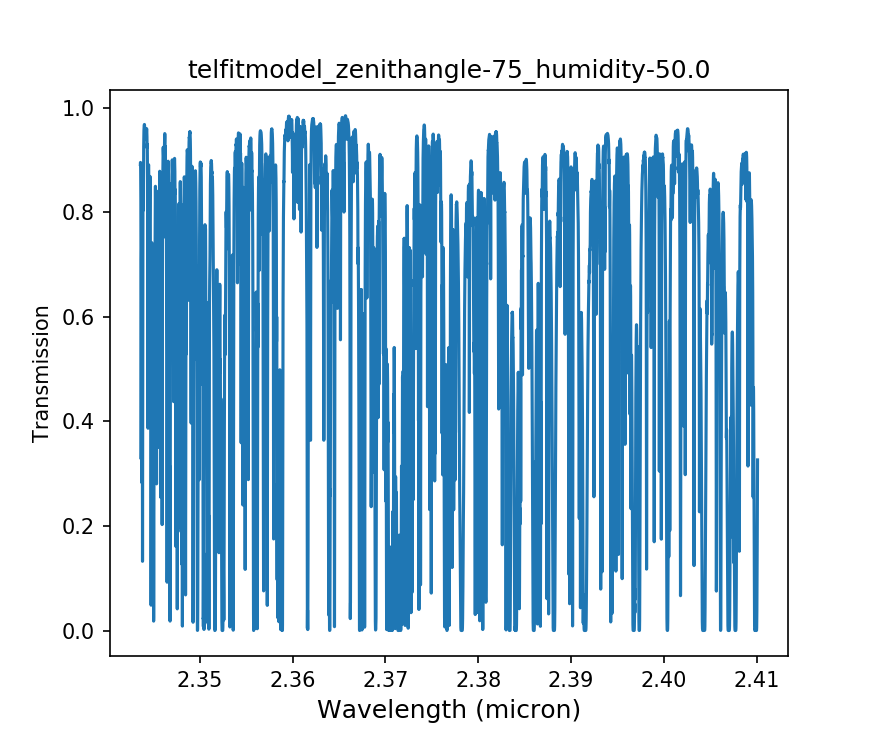 telfitmodel_zenithangle-75_humidity-50.0
1.0
0.8
0.6
0.4
0.2
0.0
Transmission
2.35 2.36 2.37 2.38 2.39 2.40 2.41
Wavelength (micron)